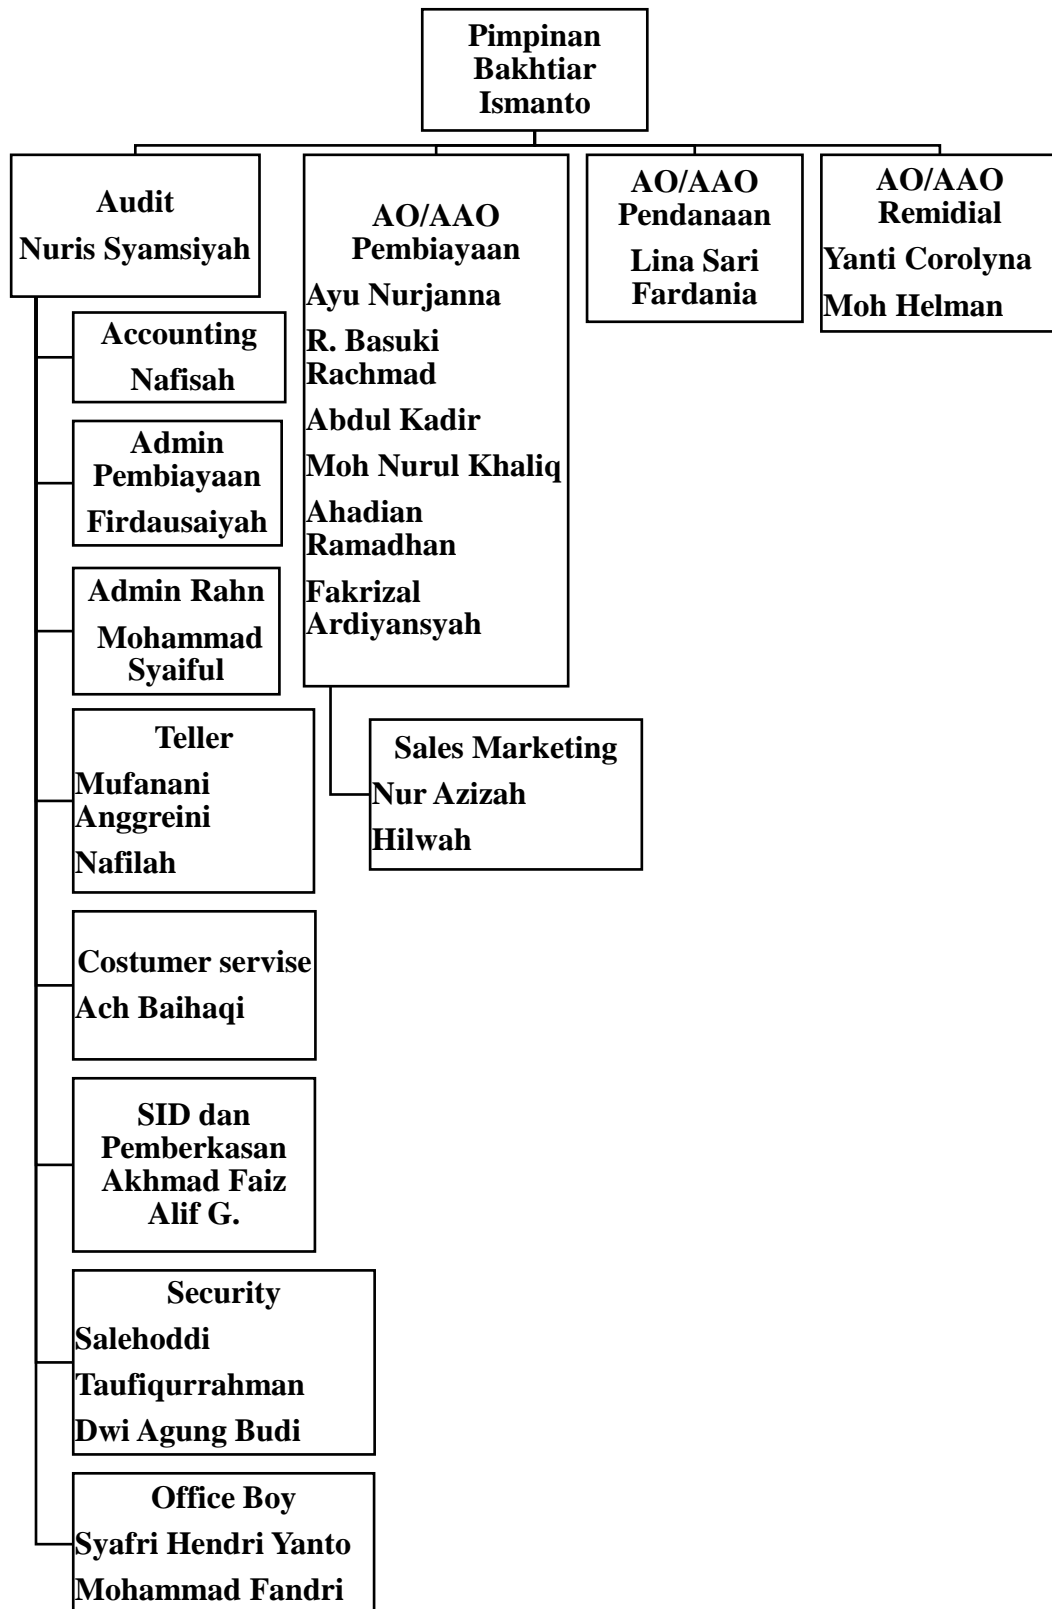 Pimpinan
Bakhtiar
Ismanto
Audit
Nuris Syamsiyah
AO/AAO
Pembiayaan
Ayu Nurjanna
R. Basuki
Rachmad
Abdul Kadir
Moh Nurul Khaliq
Ahadian
Ramadhan
Fakrizal
Ardiyansyah
AO/AAO
Pendanaan
Lina Sari
Fardania
AO/AAO
Remidial
Yanti Corolyna
Moh Helman
Accounting
Nafisah
Admin
Pembiayaan
Firdausaiyah
Admin Rahn
Mohammad
Syaiful
Teller
Mufanani
Anggreini
Nafilah
Sales Marketing
Nur Azizah
Hilwah
Costumer servise
Ach Baihaqi
SID dan
Pemberkasan
Akhmad Faiz
Alif G.
Security
Salehoddi
Taufiqurrahman
Dwi Agung Budi
Office Boy
Syafri Hendri Yanto
Mohammad Fandri